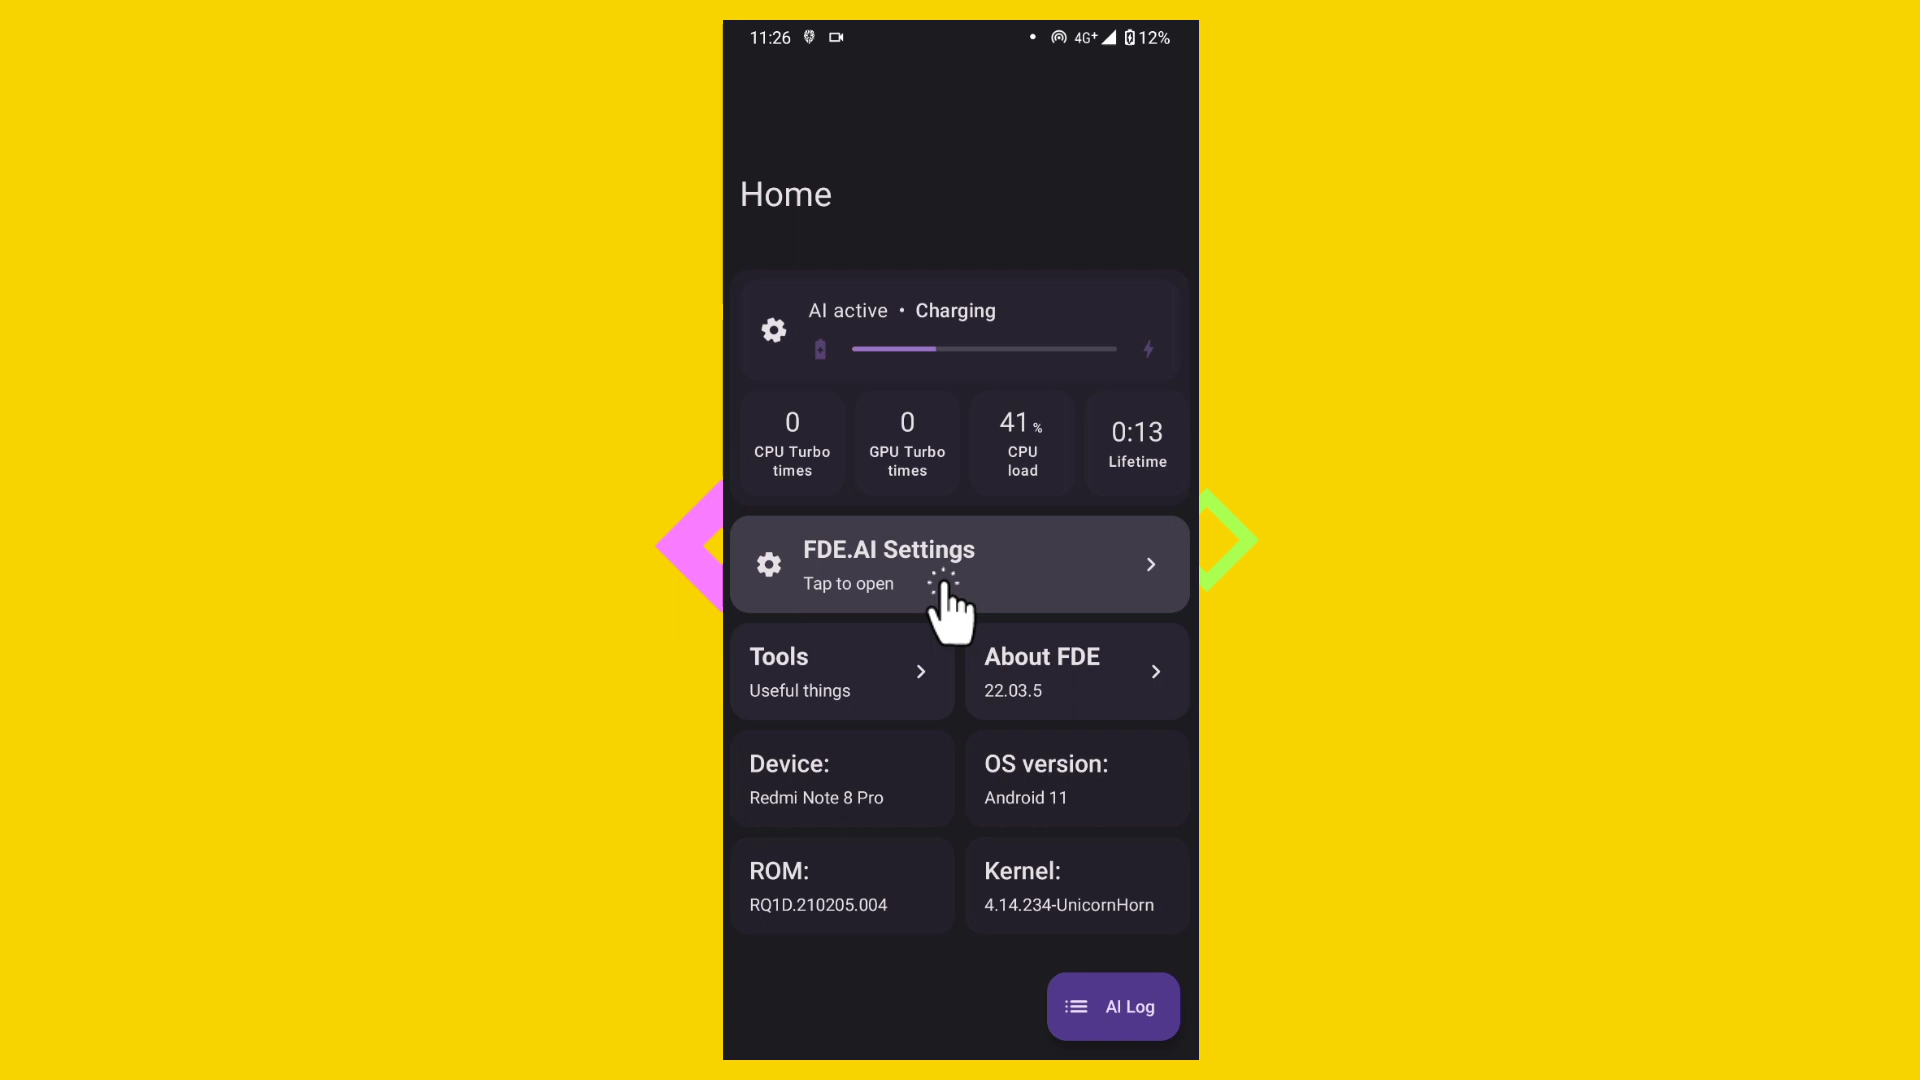 11:26
4G+
12%
Home
AI active • Charging
0
CPU Turbo
times
0
GPU Turbo
times
41 %
CPU
load
0:13
Lifetime
FDE.AI Settings
Tap to open
Tools
Useful things
About FDE
22.03.5
Device:
Redmi Note 8 Pro
OS version:
Android 11
ROM:
RQ1D.210205.004
Kernel:
4.14.234-UnicornHorn
AI Log